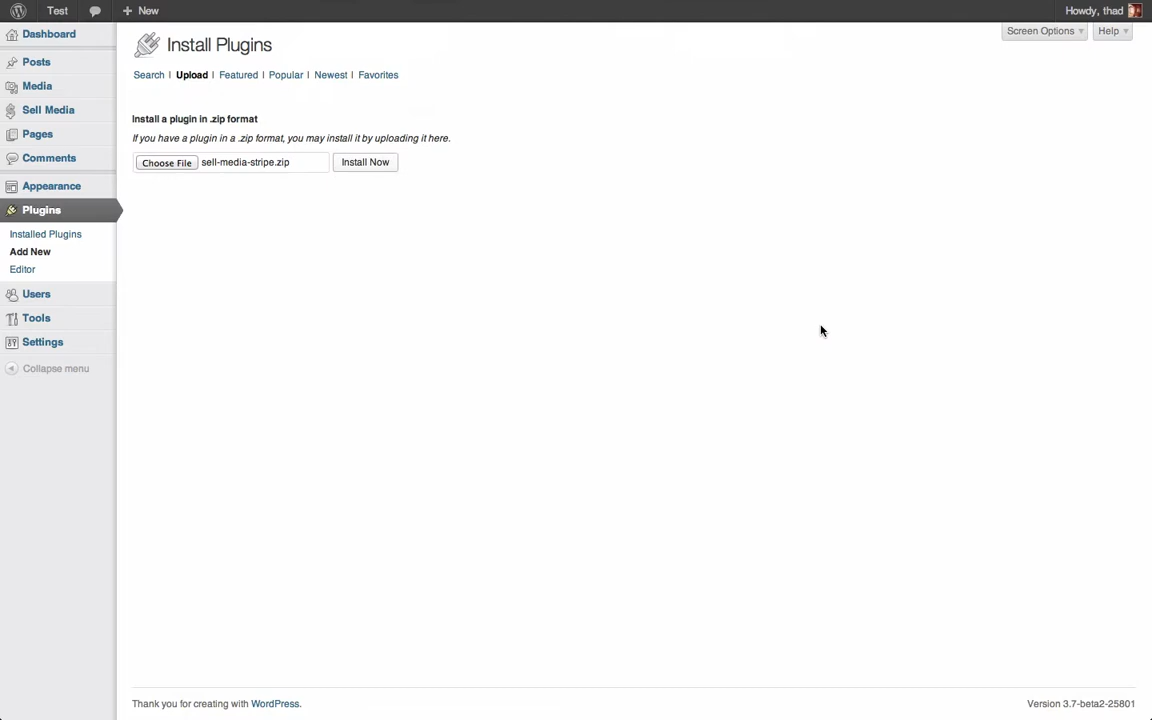 Test
New
Howdy, thad
Dashboard
Posts
Media
Sell Media
Pages
Comments
Appearance
Plugins
Installed Plugins
Add New
Editor
Users
Tools
Settings
Collapse menu
Screen Options
Help
Install Plugins
Search | Upload | Featured | Popular | Newest | Favorites
Install a plugin in .zip format
If you have a plugin in a .zip format, you may install it by uploading it here.
Choose File sell-media-stripe.zip Install Now
Thank you for creating with WordPress.
Version 3.7-beta2-25801